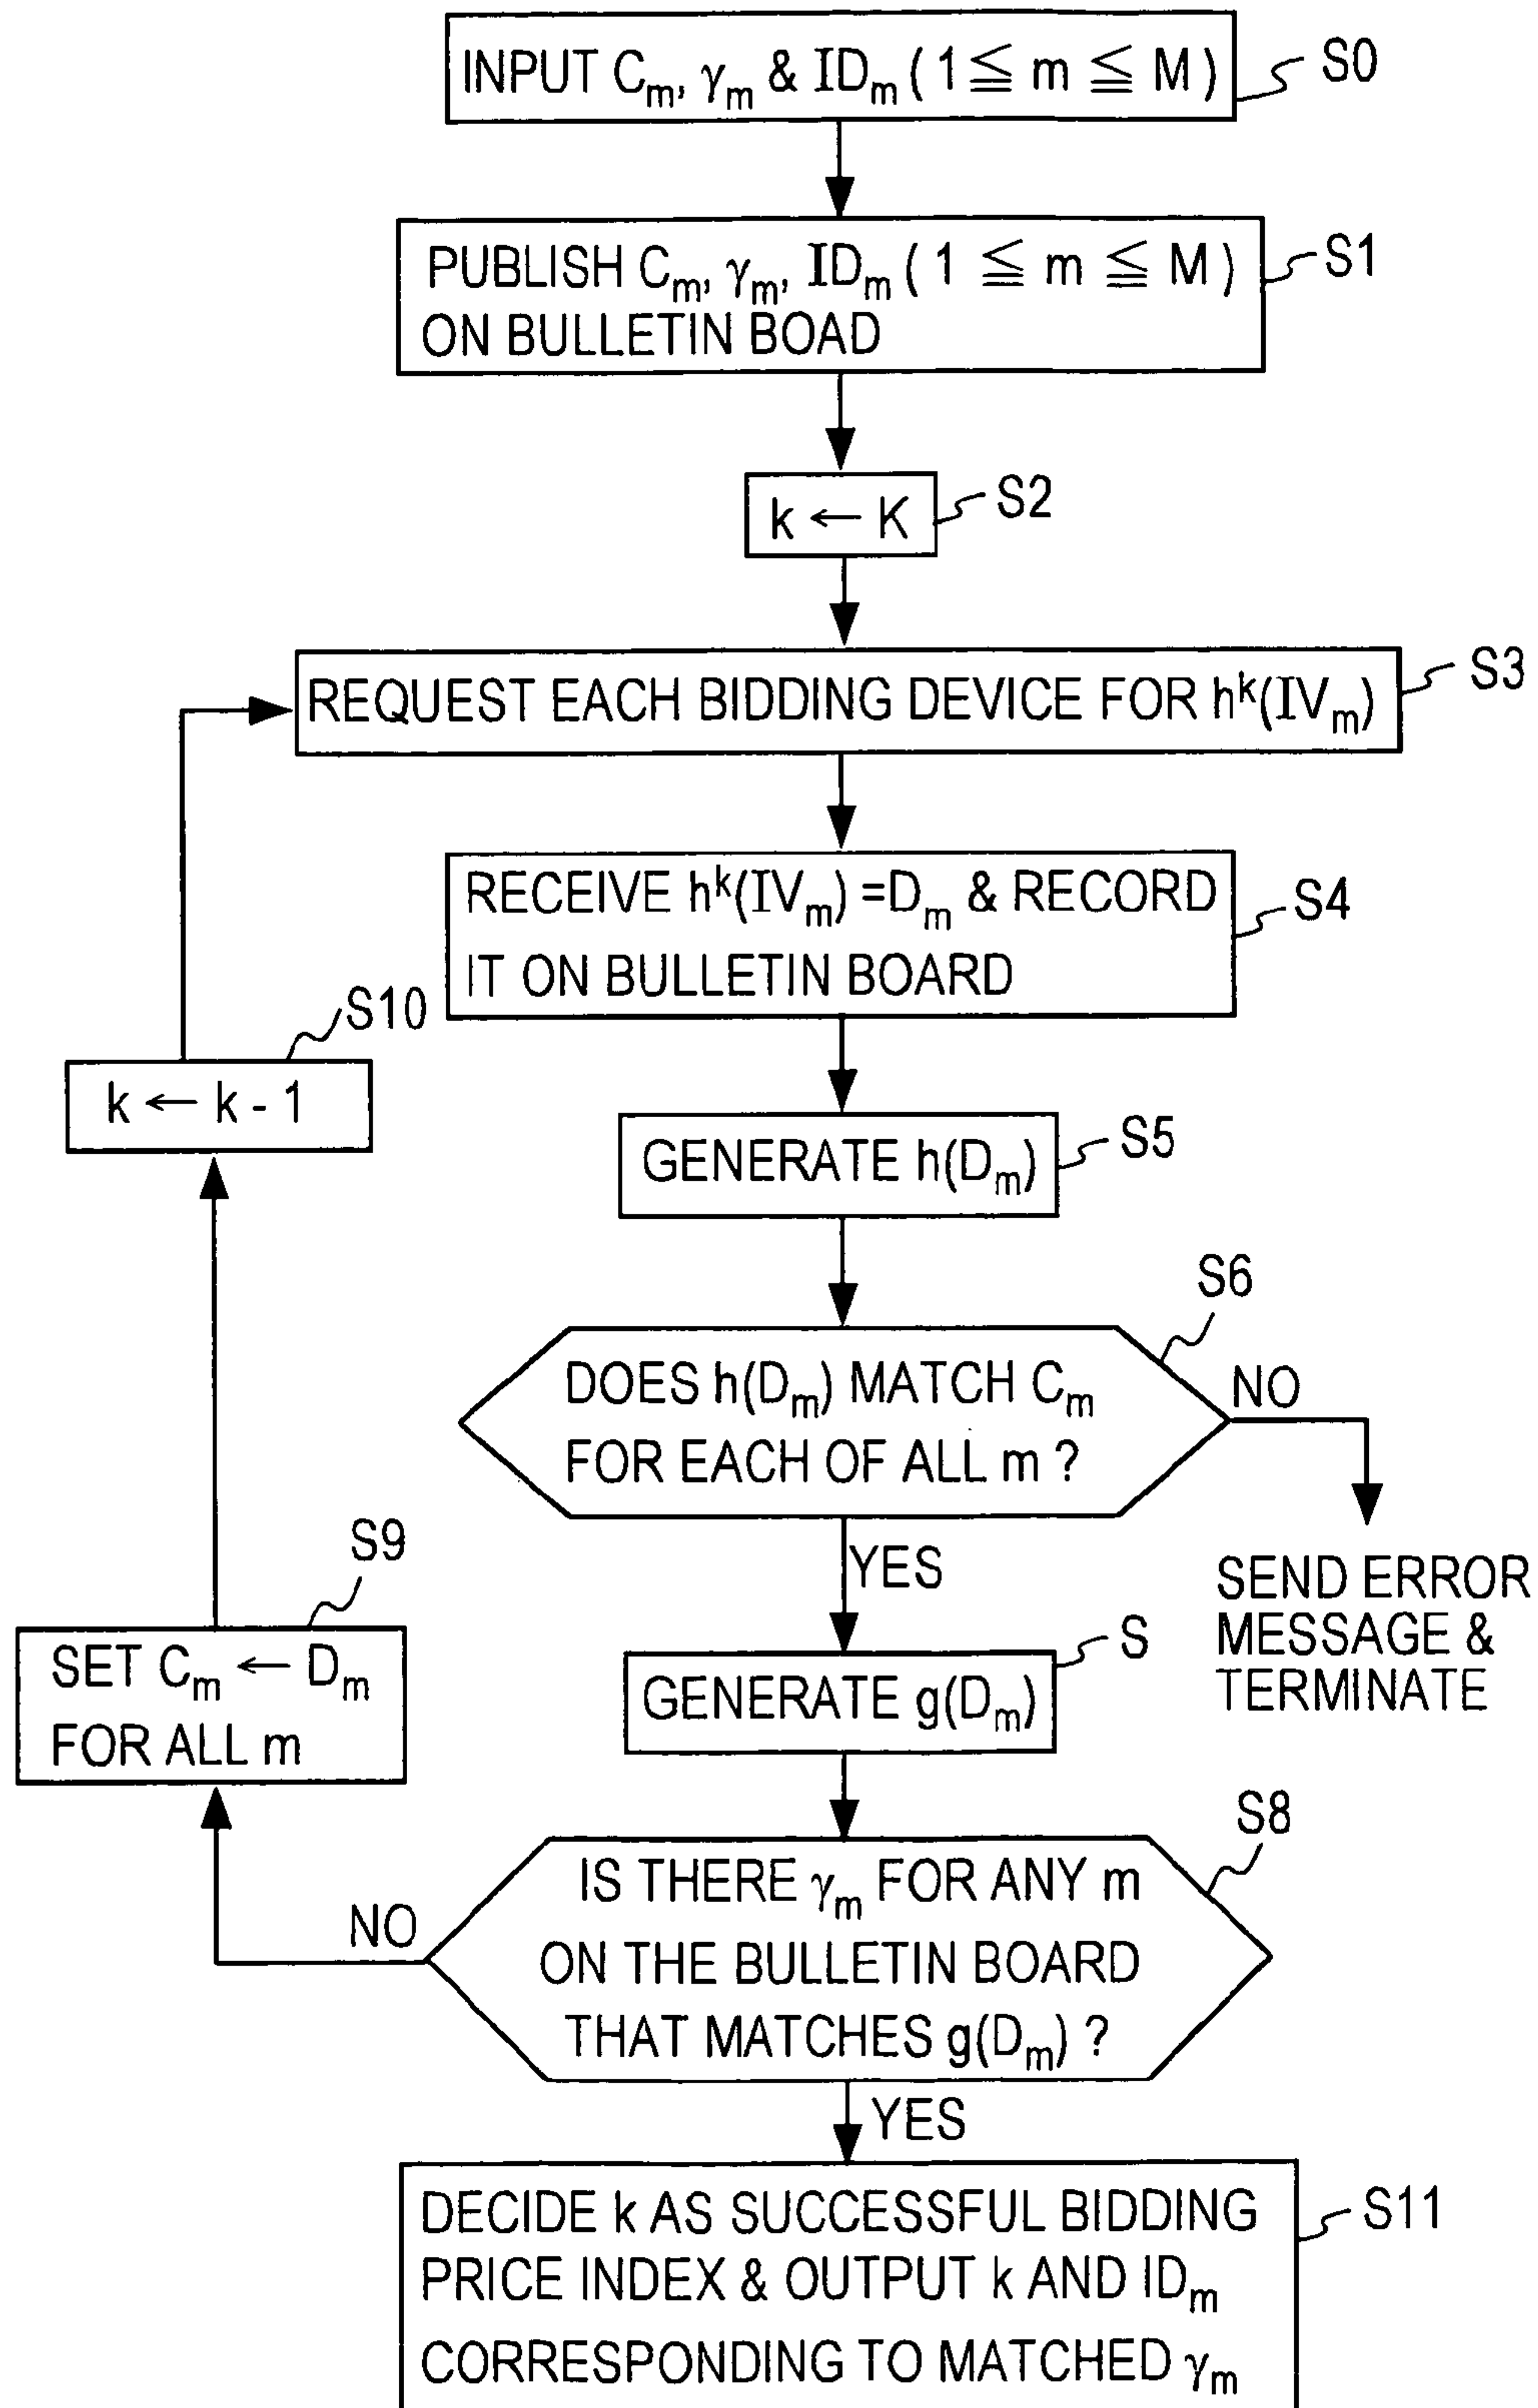 INPUT Cₘ, γₘ & IDₘ ( 1 ≦ m ≦ M )
S0
PUBLISH Cₘ, γₘ, IDₘ ( 1 ≦ m ≦ M )
ON BULLETIN BOAD
S1
k ← K
S2
REQUEST EACH BIDDING DEVICE FOR hᵏ(IVₘ)
S3
RECEIVE hᵏ(IVₘ) =Dₘ & RECORD
IT ON BULLETIN BOARD
S4
S10
k ← k - 1
GENERATE h(Dₘ)
S5
S6
DOES h(Dₘ) MATCH Cₘ
FOR EACH OF ALL m ?
NO
YES
SEND ERROR
MESSAGE &
TERMINATE
S9
SET Cₘ ← Dₘ
FOR ALL m
GENERATE g(Dₘ)
S
S8
IS THERE γₘ FOR ANY m
ON THE BULLETIN BOARD
THAT MATCHES g(Dₘ) ?
NO
YES
DECIDE k AS SUCCESSFUL BIDDING
PRICE INDEX & OUTPUT k AND IDₘ
CORRESPONDING TO MATCHED γₘ
S11